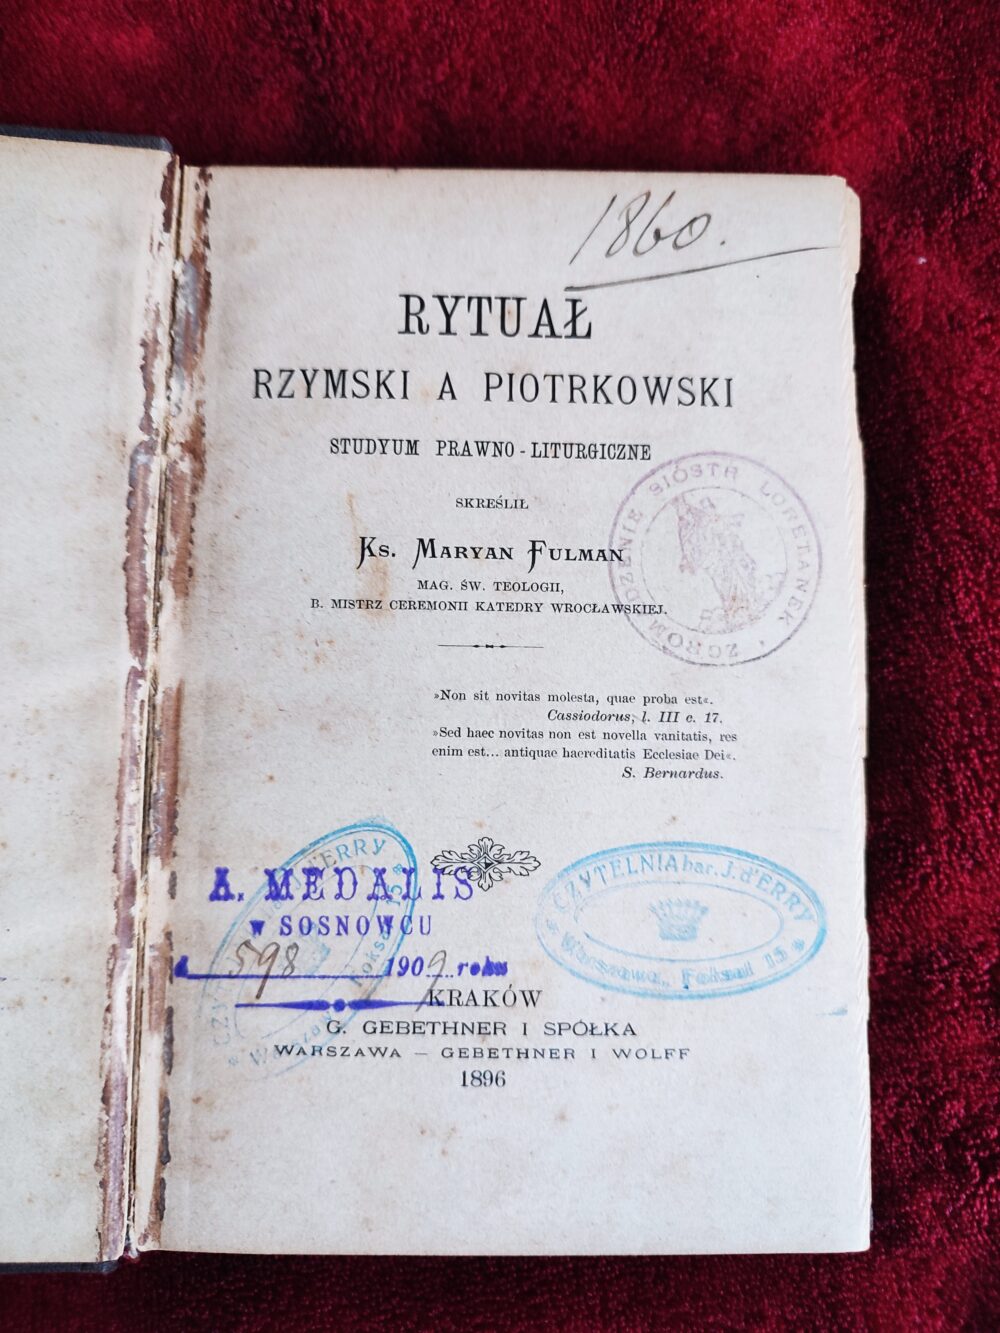 1860.
RYTUAŁ
RZYMSKI A PIOTRKOWSKI
STUDYUM PRAWNO-LITURGICZNE
SKREŚLIŁ
Ks. Maryan Fulman
MAG. ŚW. TEOLOGII,
B. MISTRZ CEREMONII KATEDRY WROCŁAWSKIEJ.
ZGROMADZENIE SIÓSTR LORETANEK
»Non sit novitas molesta, quae proba est«.
Cassiodorus, l. III c. 17.
»Sed haec novitas non est novella vanitatis, res
enim est... antiquae haereditatis Ecclesiae Dei«.
S. Bernardus.
CZYTELNIA bar. J. d'ERRY
Warszawa, Foksal 15
A. MEDALIS
w SOSNOWCU
598 1909 roku
d'ERRY
KRAKÓW
G. GEBETHNER I SPÓŁKA
WARSZAWA — GEBETHNER I WOLFF
1896